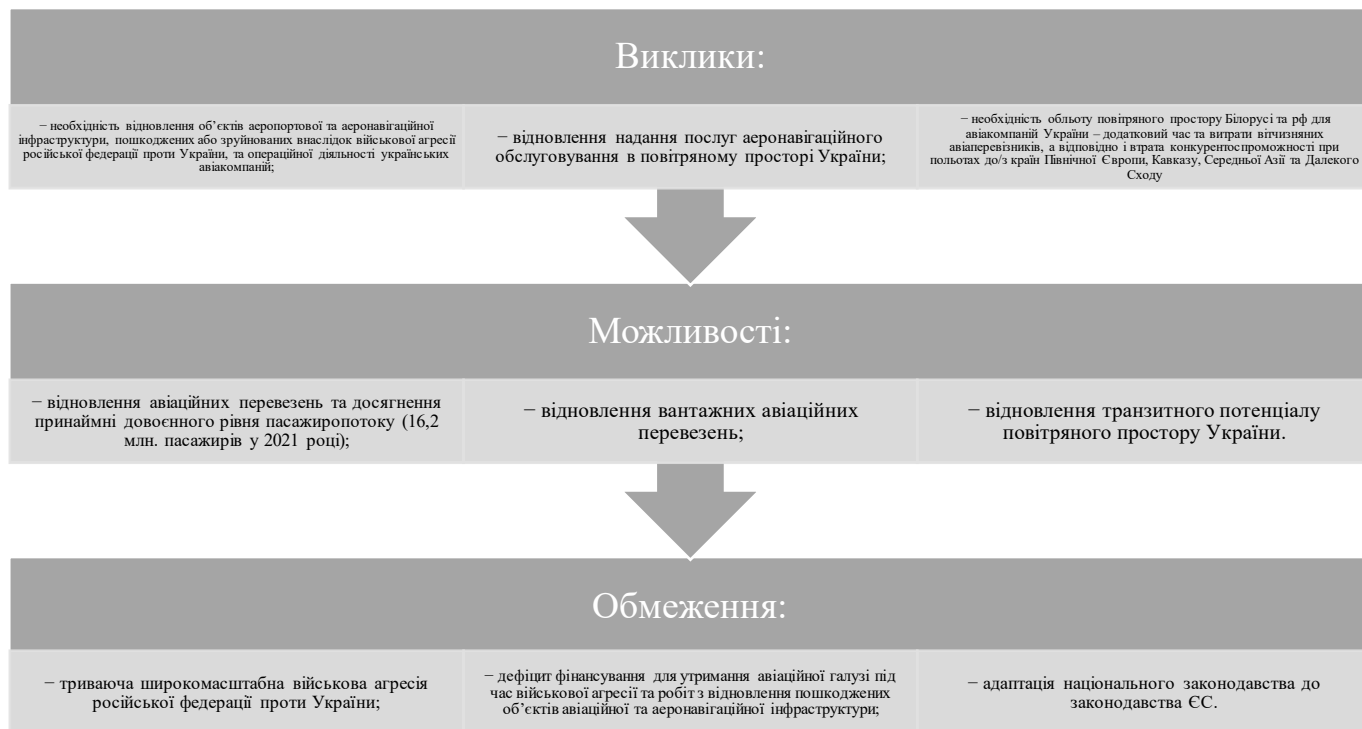 Виклики:
− необхідність відновлення об’єктів аеропортової та аеронавігаційної
інфраструктури, пошкоджених або зруйнованих внаслідок військової агресії
російської федерації проти України, та операційної діяльності українських
авіакомпаній;
− відновлення надання послуг аеронавігаційного
обслуговування в повітряному просторі України;
− необхідність обльоту повітряного простору Білорусі та рф для
авіакомпаній України – додатковий час та витрати вітчизняних
авіаперевізників, а відповідно і втрата конкурентоспроможності при
польотах до/з країн Північної Європи, Кавказу, Середньої Азії та Далекого
Сходу
Можливості:
− відновлення авіаційних перевезень та досягнення
принаймні довоєнного рівня пасажиропотоку (16,2
млн. пасажирів у 2021 році);
− відновлення вантажних авіаційних
перевезень;
− відновлення транзитного потенціалу
повітряного простору України.
Обмеження:
− триваюча широкомасштабна військова агресія
російської федерації проти України;
− дефіцит фінансування для утримання авіаційної галузі під
час військової агресії та робіт з відновлення пошкоджених
об’єктів авіаційної та аеронавігаційної інфраструктури;
− адаптація національного законодавства до
законодавства ЄС.